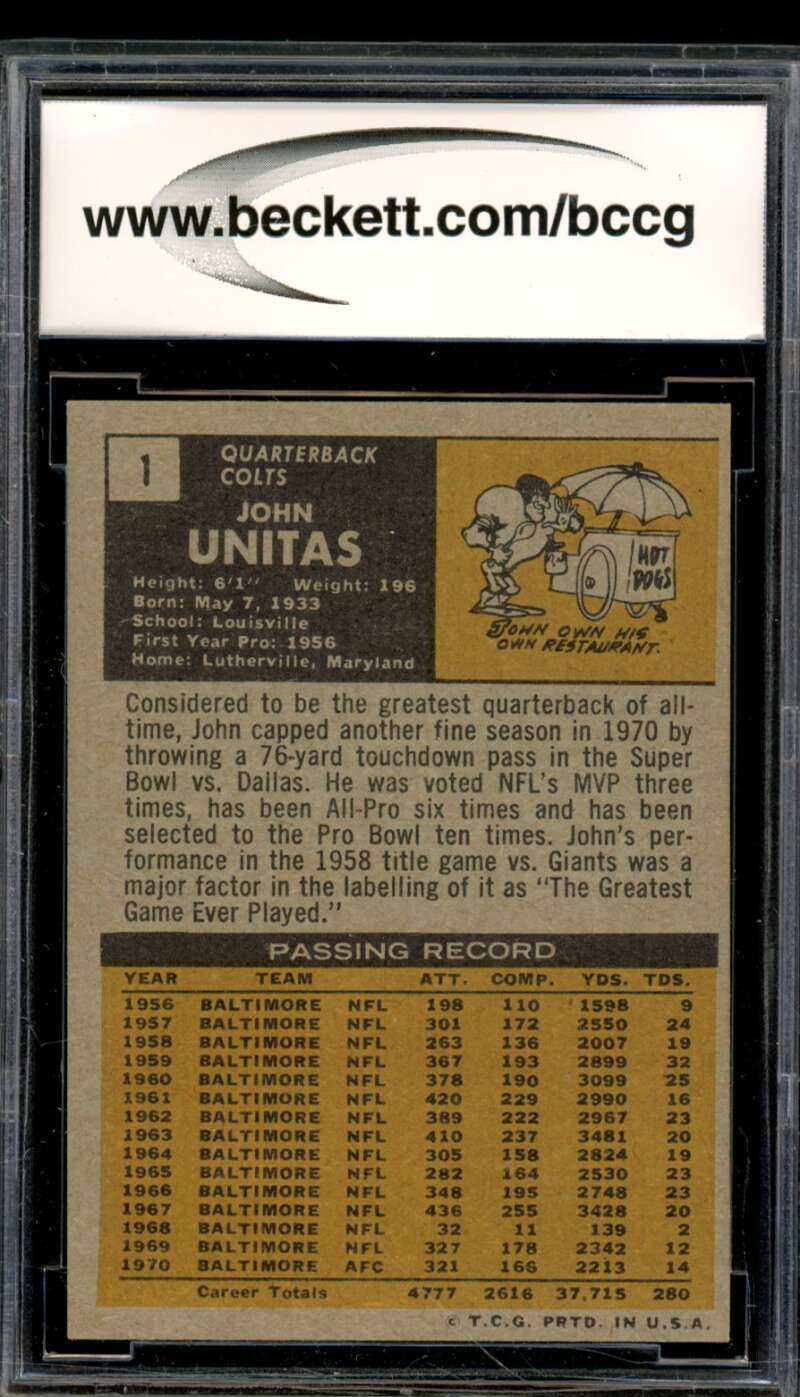 www.beckett.com/bccg
1
QUARTERBACK
COLTS
JOHN
UNITAS
Height: 6'1" Weight: 196
Born: May 7, 1933
School: Louisville
First Year Pro: 1956
Home: Lutherville, Maryland
HOT
DOGS
JOHN OWN HIS
OWN RESTAURANT.
Considered to be the greatest quarterback of all-
time, John capped another fine season in 1970 by
throwing a 76-yard touchdown pass in the Super
Bowl vs. Dallas. He was voted NFL's MVP three
times, has been All-Pro six times and has been
selected to the Pro Bowl ten times. John's per-
formance in the 1958 title game vs. Giants was a
major factor in the labelling of it as "The Greatest
Game Ever Played."
PASSING RECORD
YEAR TEAM ATT. COMP. YDS. TDS.
1956 BALTIMORE NFL 198 110 1598 9
1957 BALTIMORE NFL 301 172 2550 24
1958 BALTIMORE NFL 263 136 2007 19
1959 BALTIMORE NFL 367 193 2899 32
1960 BALTIMORE NFL 378 190 3099 25
1961 BALTIMORE NFL 420 229 2990 16
1962 BALTIMORE NFL 389 222 2967 23
1963 BALTIMORE NFL 410 237 3481 20
1964 BALTIMORE NFL 305 158 2824 19
1965 BALTIMORE NFL 282 164 2530 23
1966 BALTIMORE NFL 348 195 2748 23
1967 BALTIMORE NFL 436 255 3428 20
1968 BALTIMORE NFL 32 11 139 2
1969 BALTIMORE NFL 327 178 2342 12
1970 BALTIMORE AFC 321 166 2213 14
Career Totals 4777 2616 37,715 280
© T.C.G. PRTD. IN U.S.A.